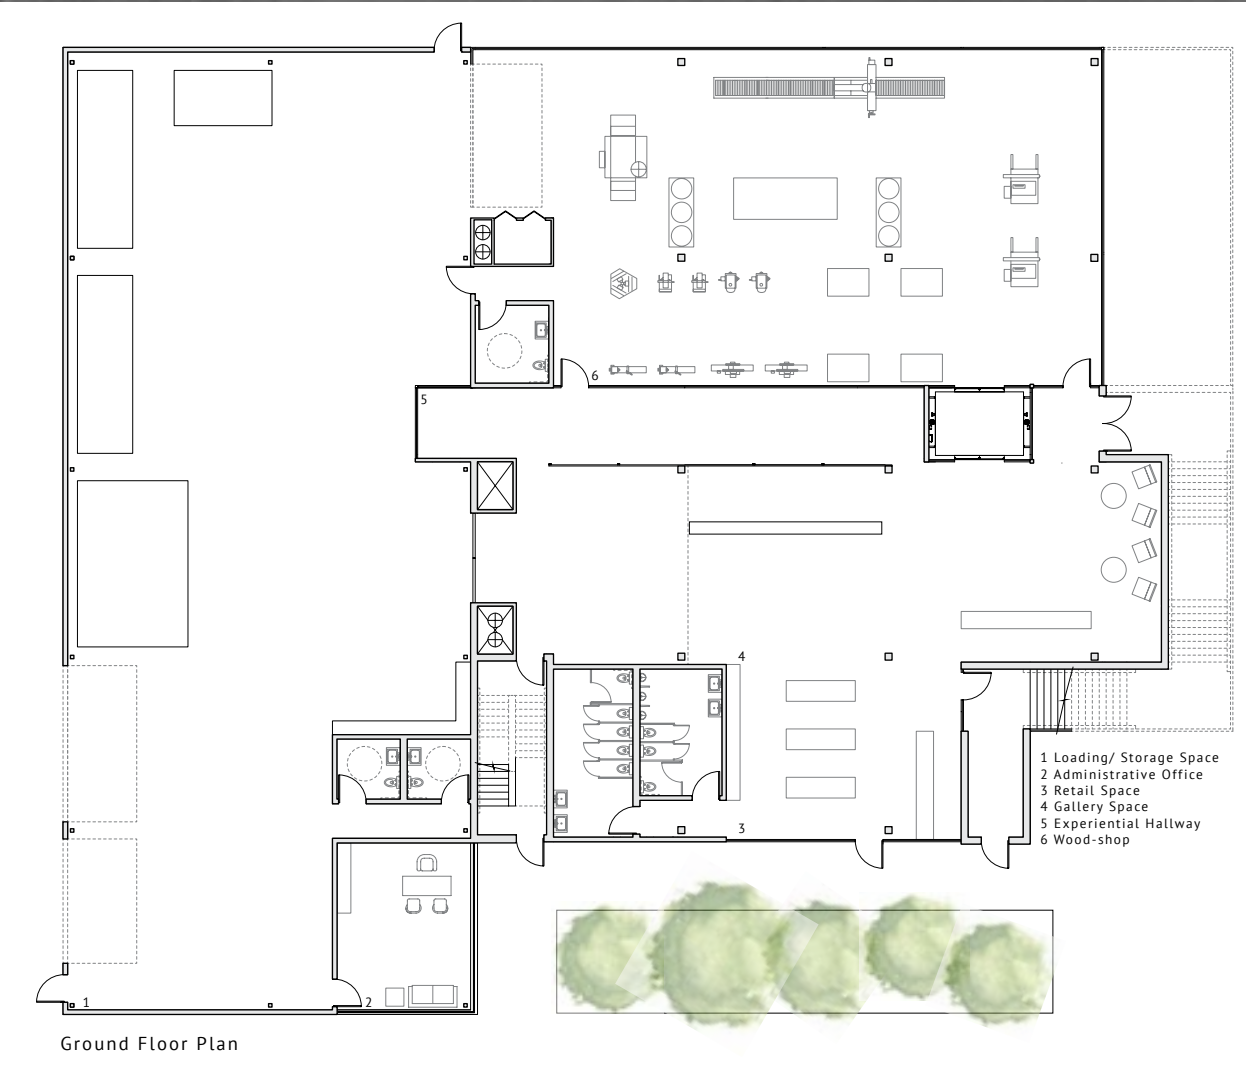 6
5
4
1 Loading/ Storage Space
2 Administrative Office
3 Retail Space
4 Gallery Space
5 Experiential Hallway
6 Wood-shop
3
1
2
Ground Floor Plan